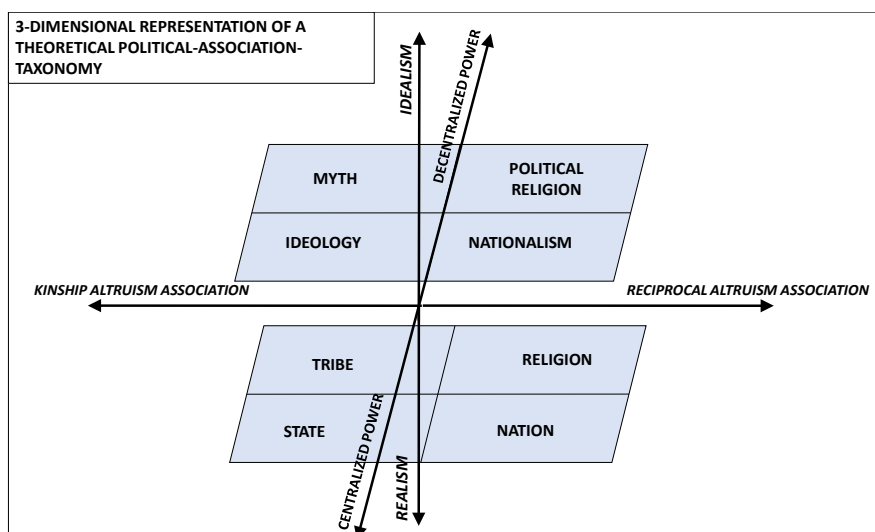 3-DIMENSIONAL REPRESENTATION OF A
THEORETICAL POLITICAL-ASSOCIATION-
TAXONOMY
IDEALISM
DECENTRALIZED POWER
MYTH
POLITICAL
RELIGION
IDEOLOGY
NATIONALISM
KINSHIP ALTRUISM ASSOCIATION
RECIPROCAL ALTRUISM ASSOCIATION
TRIBE
RELIGION
STATE
NATION
CENTRALIZED POWER
REALISM